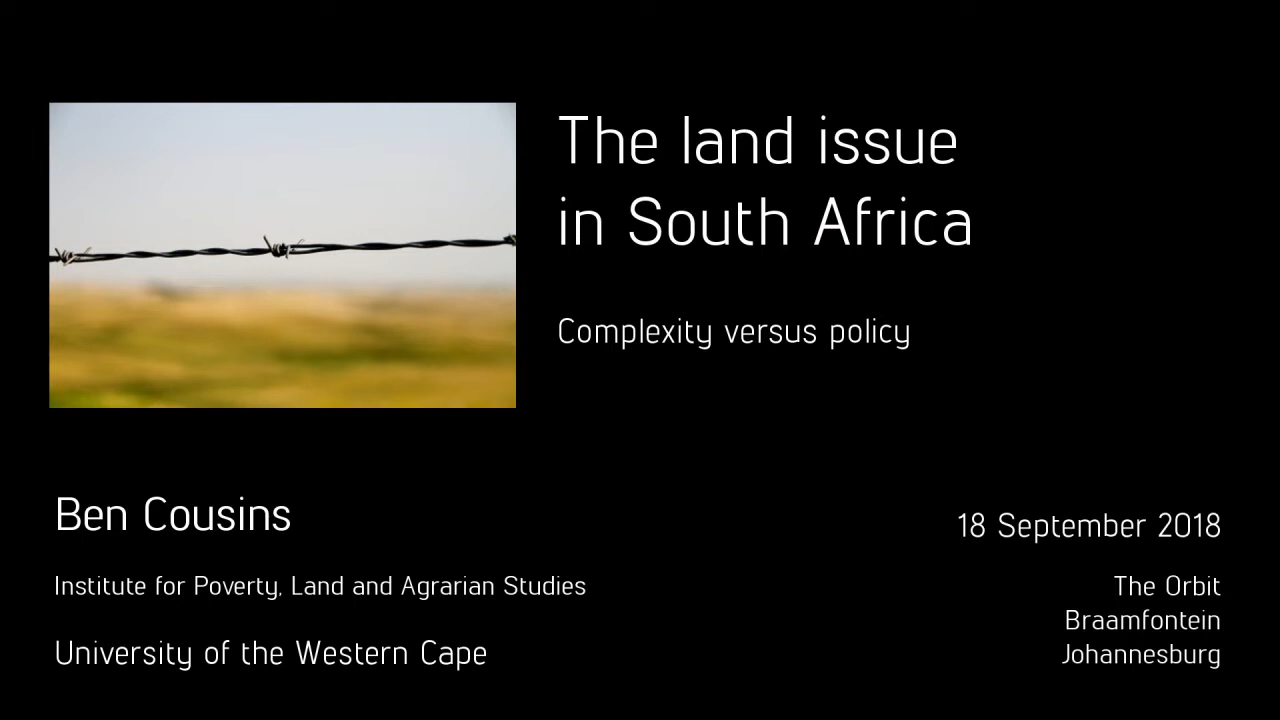 The land issue
in South Africa
Complexity versus policy
Ben Cousins
Institute for Poverty, Land and Agrarian Studies
University of the Western Cape
18 September 2018
The Orbit
Braamfontein
Johannesburg